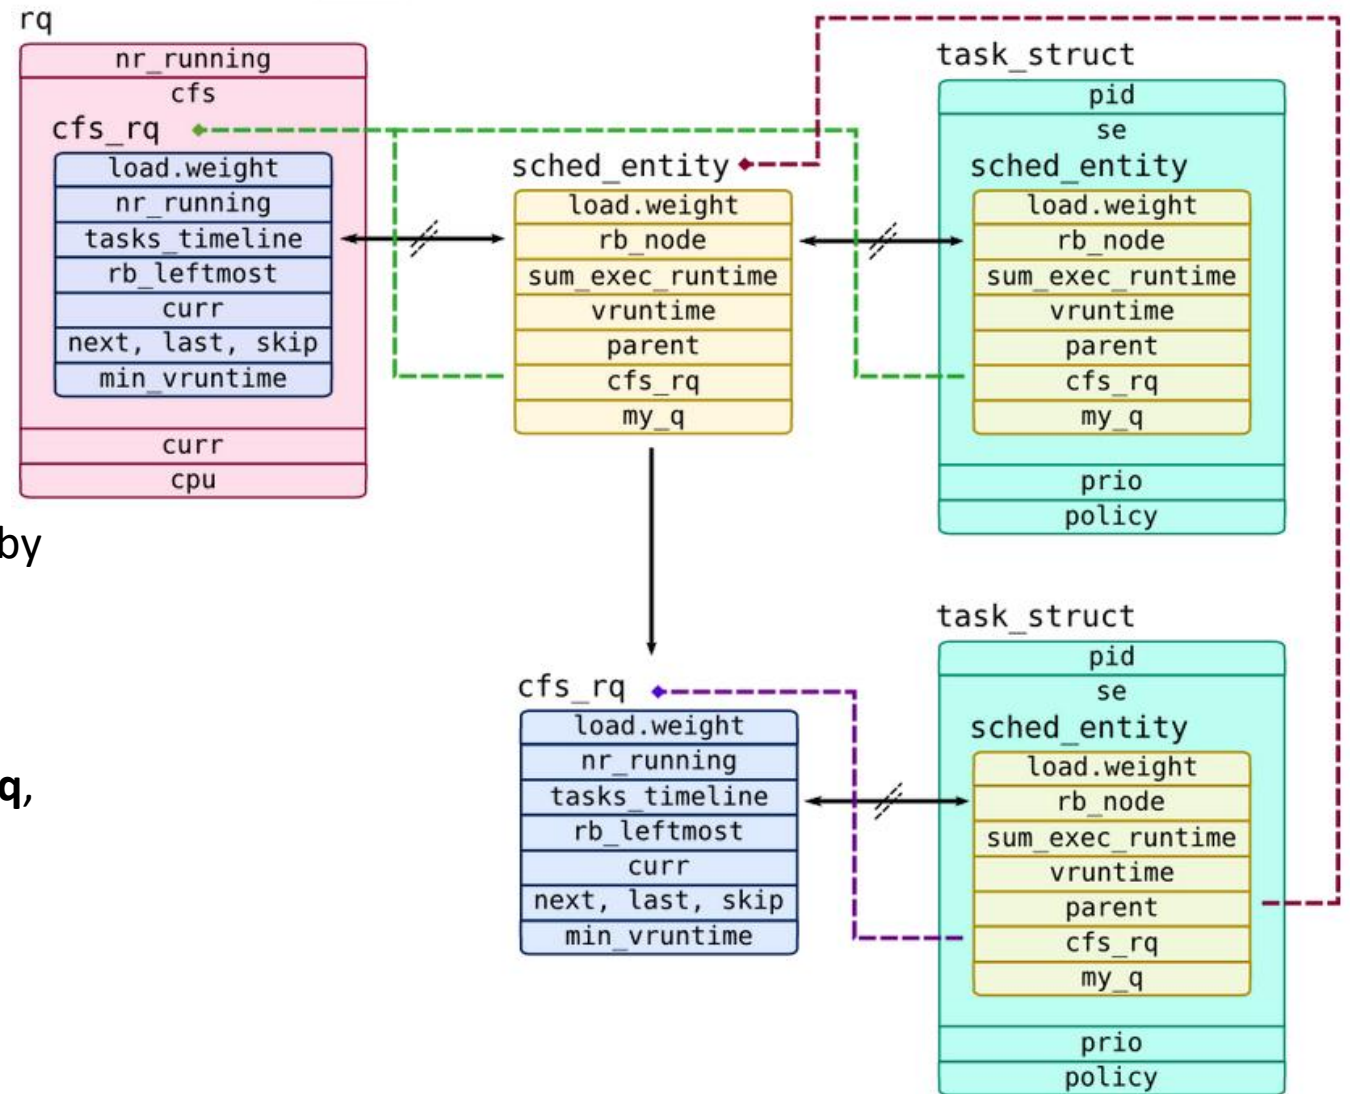 rq
nr_running
cfs
cfs_rq
load.weight
nr_running
tasks_timeline
rb_leftmost
curr
next, last, skip
min_vruntime
curr
cpu
by
q,
sched_entity
load.weight
rb_node
sum_exec_runtime
vruntime
parent
cfs_rq
my_q
task_struct
pid
se
sched_entity
load.weight
rb_node
sum_exec_runtime
vruntime
parent
cfs_rq
my_q
prio
policy
cfs_rq
load.weight
nr_running
tasks_timeline
rb_leftmost
curr
next, last, skip
min_vruntime
task_struct
pid
se
sched_entity
load.weight
rb_node
sum_exec_runtime
vruntime
parent
cfs_rq
my_q
prio
policy